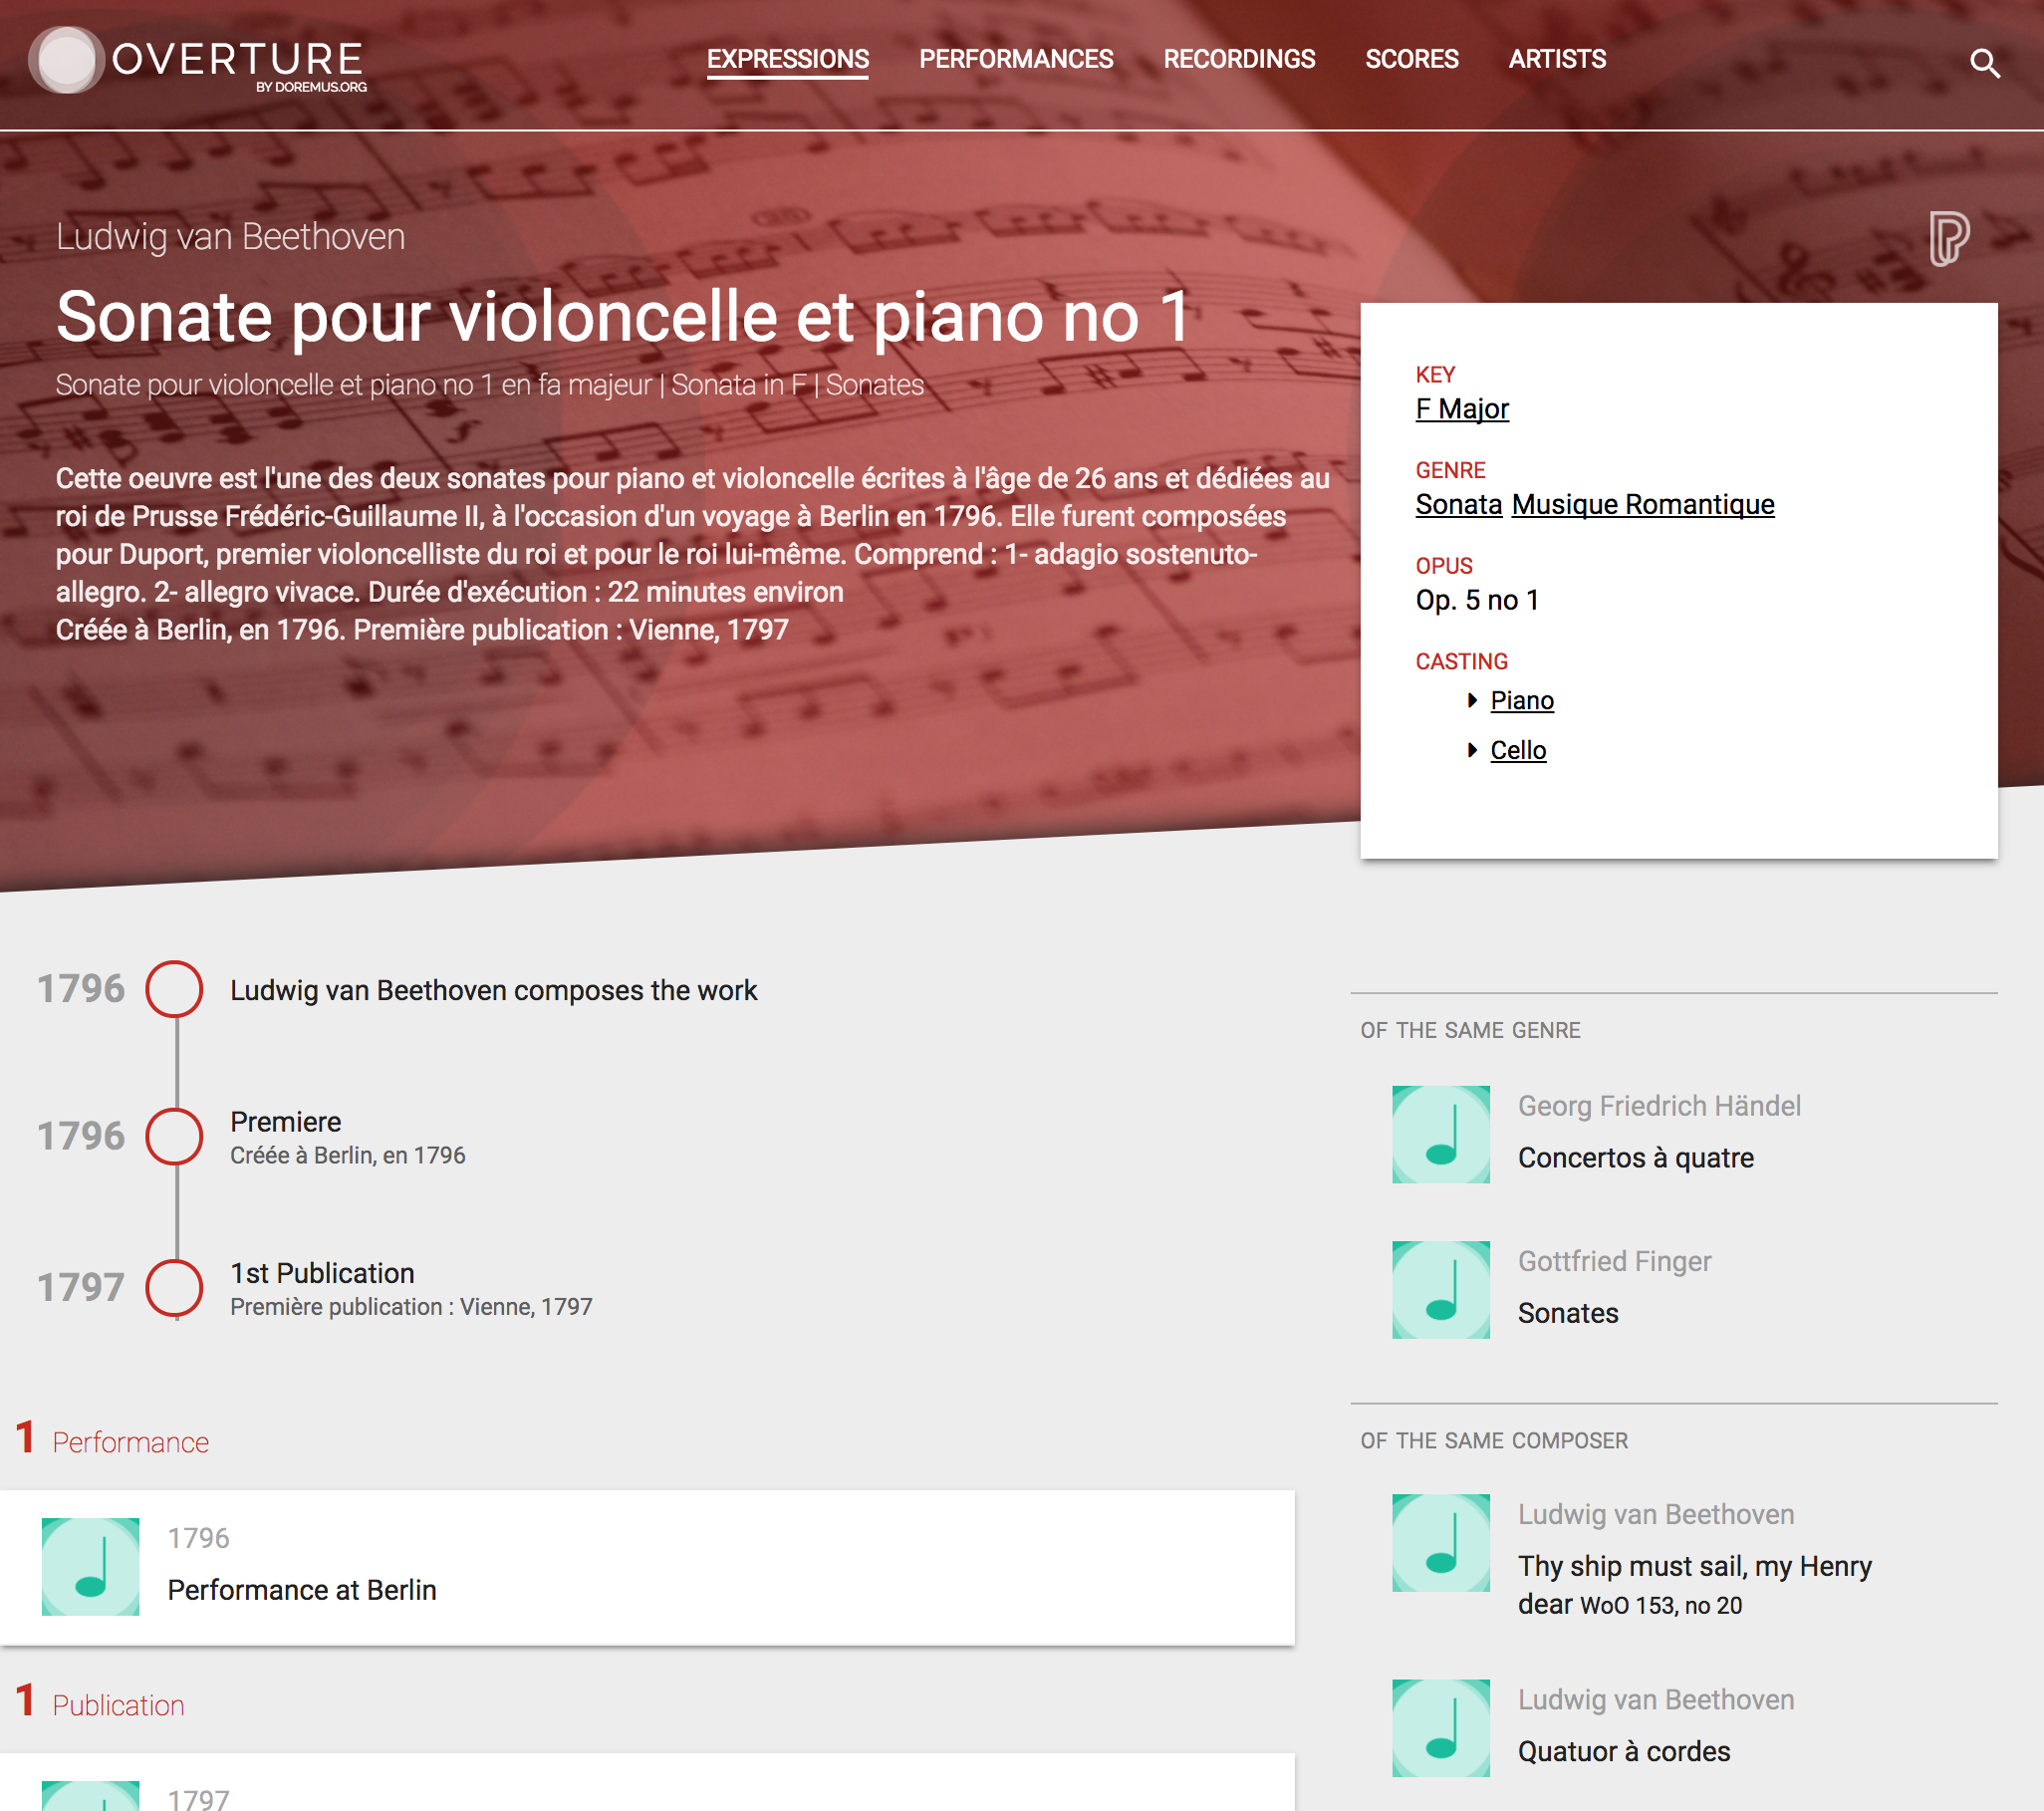 OVERTURE
BY DOREMUS.ORG
EXPRESSIONS PERFORMANCES RECORDINGS SCORES ARTISTS
Ludwig van Beethoven
Sonate pour violoncelle et piano no 1
Sonate pour violoncelle et piano no 1 en fa majeur | Sonata in F | Sonates
Cette oeuvre est l'une des deux sonates pour piano et violoncelle écrites à l'âge de 26 ans et dédiées au
roi de Prusse Frédéric-Guillaume II, à l'occasion d'un voyage à Berlin en 1796. Elle furent composées
pour Duport, premier violoncelliste du roi et pour le roi lui-même. Comprend : 1- adagio sostenuto-
allegro. 2- allegro vivace. Durée d'exécution : 22 minutes environ
Créée à Berlin, en 1796. Première publication : Vienne, 1797
KEY
F Major
GENRE
Sonata Musique Romantique
OPUS
Op. 5 no 1
CASTING
Piano
Cello
1796 Ludwig van Beethoven composes the work
1796 Premiere
Créée à Berlin, en 1796
1797 1st Publication
Première publication : Vienne, 1797
1 Performance
1796
Performance at Berlin
1 Publication
1797
OF THE SAME GENRE
Georg Friedrich Händel
Concertos à quatre
Gottfried Finger
Sonates
OF THE SAME COMPOSER
Ludwig van Beethoven
Thy ship must sail, my Henry
dear WoO 153, no 20
Ludwig van Beethoven
Quatuor à cordes